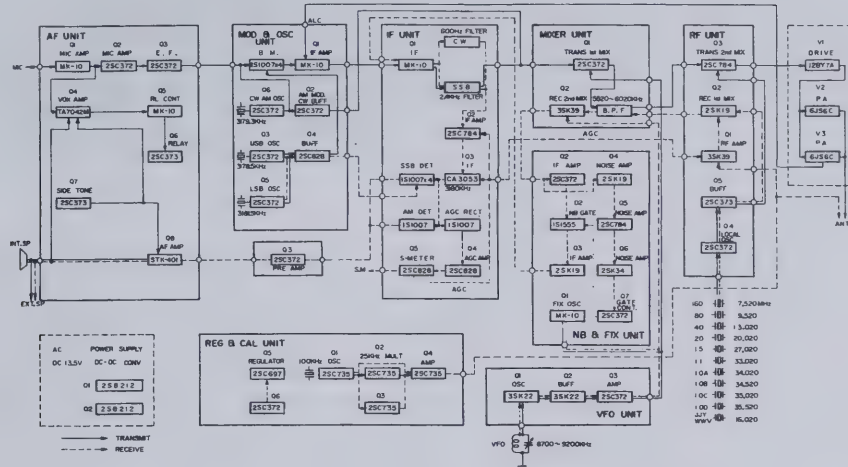 AF UNIT
Q1
MIC AMP
MK-10
Q2
MIC AMP
2SC372
Q3
E. F.
2SC372
MIC
Q4
VOX AMP
TA7042M
Q5
RL CONT
MK-10
Q6
RELAY
2SC373
Q7
SIDE TONE
2SC373
Q8
AF AMP
STK-401
INT.SP
EXT.SP
MOD & OSC
UNIT
ALC
B. M.
1S1007x4
Q1
IF AMP
MK-10
Q6
CW AM OSC
2SC372
Q2
AM MOD.
CW BUFF
2SC372
Q3
USB OSC
2SC372
3178.5KHz
Q4
BUFF
2SC828
Q5
LSB OSC
2SC372
Q3
2SC372
PRE AMP
IF UNIT
Q1
IF
MK-10
600Hz FILTER
CW
SSB
2.4KHz FILTER
Q2
IF AMP
2SC784
SSB DET
1S1007x4
Q3
IF
CA3053
3180KHz
AM DET
1S1007
AGC RECT
1S1007
Q5
S-METER
2SC828
Q4
AGC AMP
2SC828
S.M
AGC
MIXER UNIT
Q1
TRANS 1st MIX
2SC372
Q2
REC 2nd MIX
3SK39
5520~6020KHz
B.P.F
AGC
Q2
IF AMP
2SC372
Q4
NOISE AMP
2SK19
D2
NB GATE
1S1555
Q5
NOISE AMP
2SC784
Q3
IF AMP
2SK19
Q6
NOISE AMP
2SK34
Q1
FIX OSC
MK-10
Q7
GATE
CONT.
2SC372
NB & FIX UNIT
RF UNIT
Q3
TRANS 2nd MIX
2SC784
Q2
REC 1st MIX
2SK19
Q1
RF AMP
3SK39
Q5
BUFF
2SC373
Q4
LOCAL
OSC
2SC372
V1
DRIVE
12BY7A
V2
PA
6JS6C
V3
PA
6JS6C
ANT
160 7,520MHz
80 9,520
40 13,020
20 20,020
15 27,020
11 33,020
10A 34,020
10B 34,520
10C 35,020
10D 35,520
JJY
WWV 16,020
AC POWER SUPPLY
DC 13.5V DC-DC CONV
Q1 2SB212
Q2 2SB212
TRANSMIT
RECEIVE
REG & CAL UNIT
Q5
REGULATOR
2SC697
Q6
2SC372
100KHz
Q1
OSC
2SC735
Q2
25KHz MULT
2SC735
Q3
2SC735
Q4
AMP
2SC735
Q1
OSC
3SK22
Q2
BUFF
3SK22
Q3
AMP
2SC372
VFO UNIT
VFO
8700~9200KHz